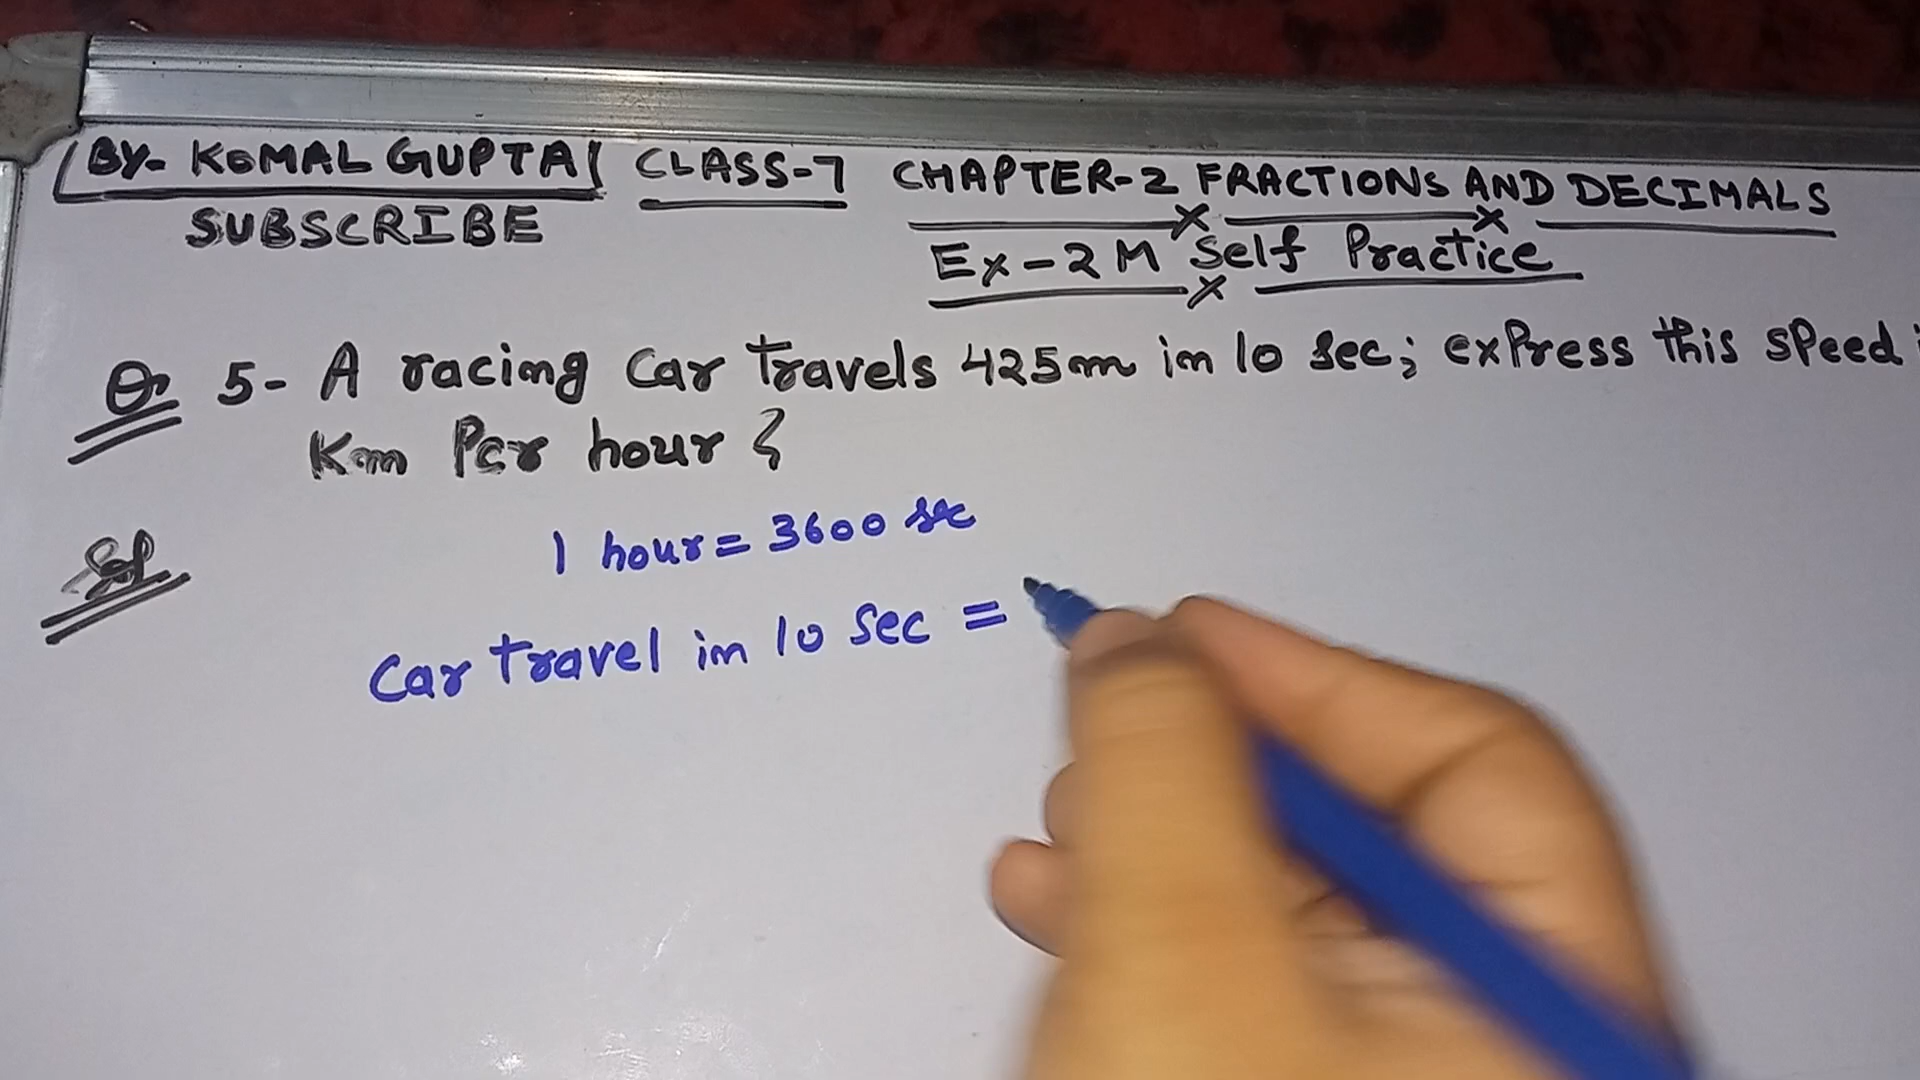 BY- KOMAL GUPTA CLASS-7 CHAPTER-2 FRACTIONS AND DECIMALS
SUBSCRIBE
Ex-2M Self Practice
Q 5- A racing car travels 425m in 10 sec; express this speed
Km Per hour ?
Sol
1 hour = 3600 sec
Car travel in 10 sec =